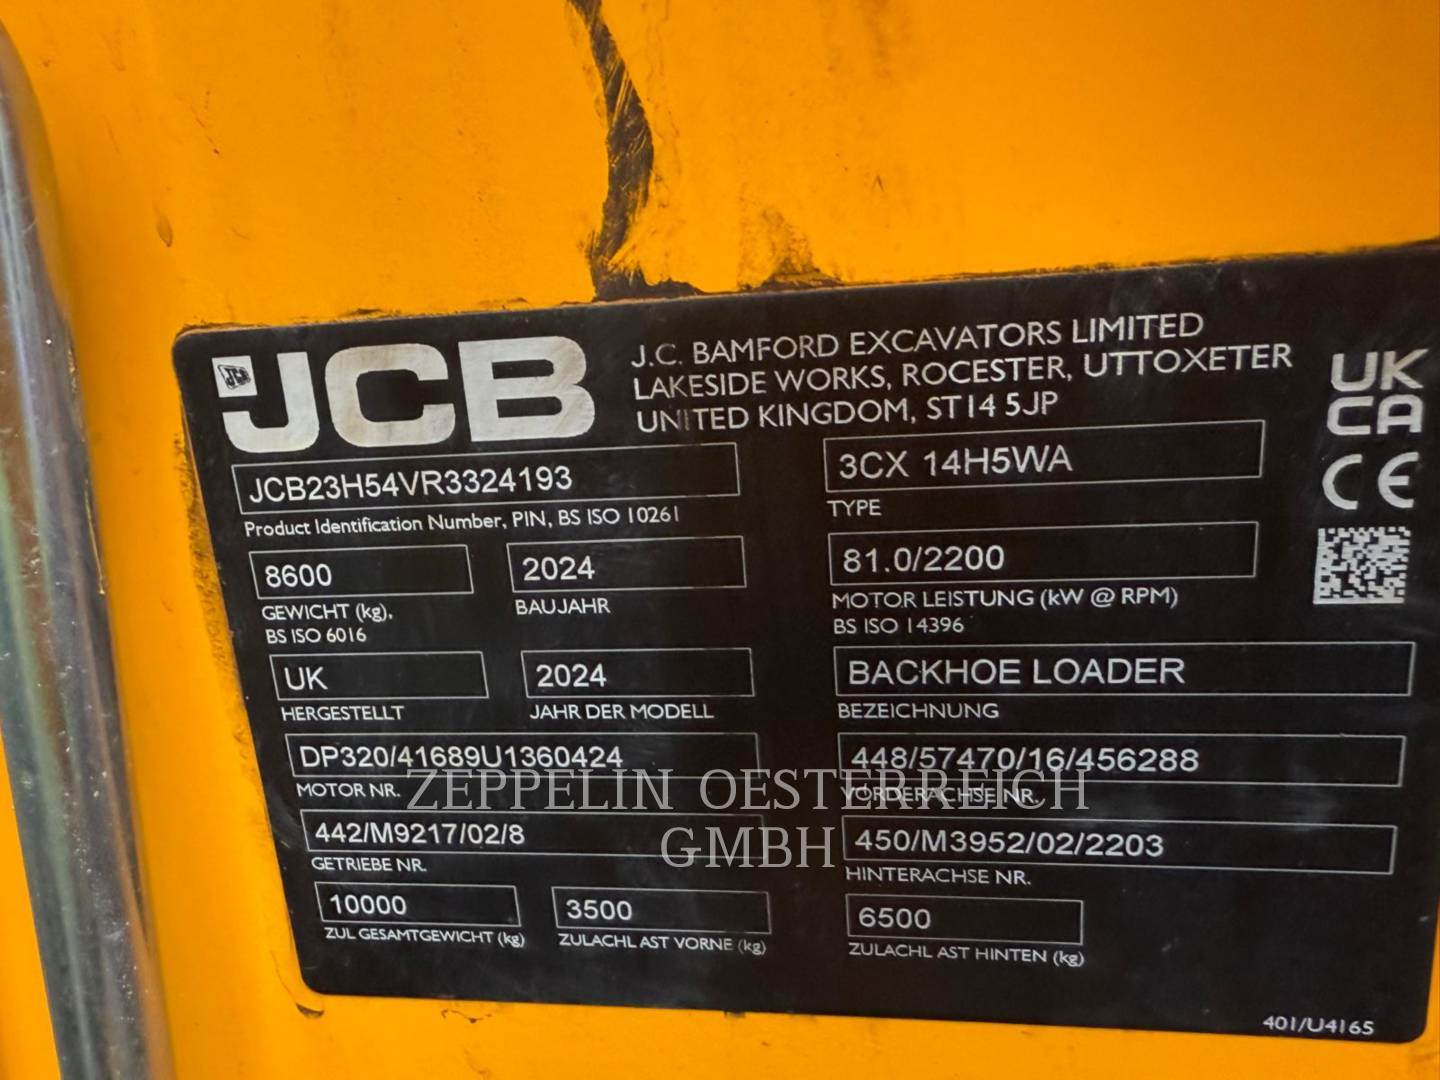 JCB
J.C. BAMFORD EXCAVATORS LIMITED
LAKESIDE WORKS, ROCESTER, UTTOXETER
UNITED KINGDOM, ST14 5JP
UK
CA
CE
JCB23H54VR3324193
Product Identification Number, PIN, BS ISO 10261
3CX 14H5WA
TYPE
8600
GEWICHT (kg),
BS ISO 6016
2024
BAUJAHR
81.0/2200
MOTOR LEISTUNG (kW @ RPM)
BS ISO 14396
UK
HERGESTELLT
2024
JAHR DER MODELL
BACKHOE LOADER
BEZEICHNUNG
DP320/41689U1360424
MOTOR NR.
448/57470/16/456288
VORDERACHSE NR.
ZEPPELIN OESTERREICH
GMBH
442/M9217/02/8
GETRIEBE NR.
450/M3952/02/2203
HINTERACHSE NR.
10000
ZUL GESAMTGEWICHT (kg)
3500
ZULACHL AST VORNE (kg)
6500
ZULACHL AST HINTEN (kg)
401/U4165